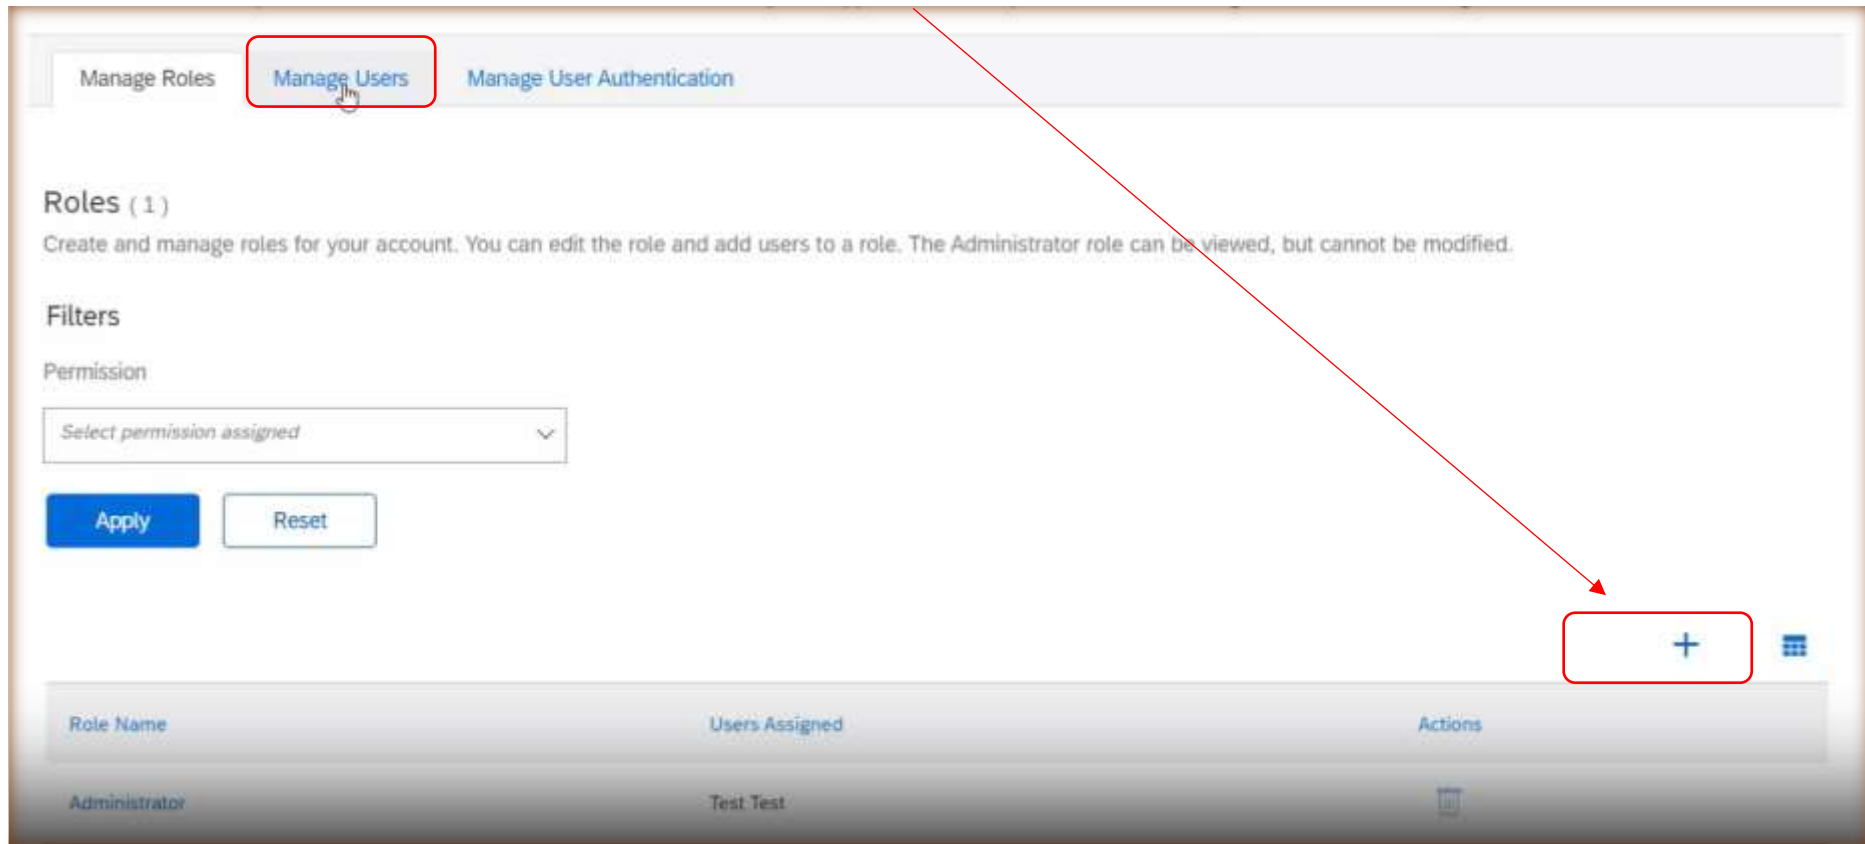 Manage Roles Manage Users Manage User Authentication
Roles ( 1 )
Create and manage roles for your account. You can edit the role and add users to a role. The Administrator role can be viewed, but cannot be modified.
Filters
Permission
Select permission assigned
Apply Reset
Role Name Users Assigned Actions
Administrator Test Test